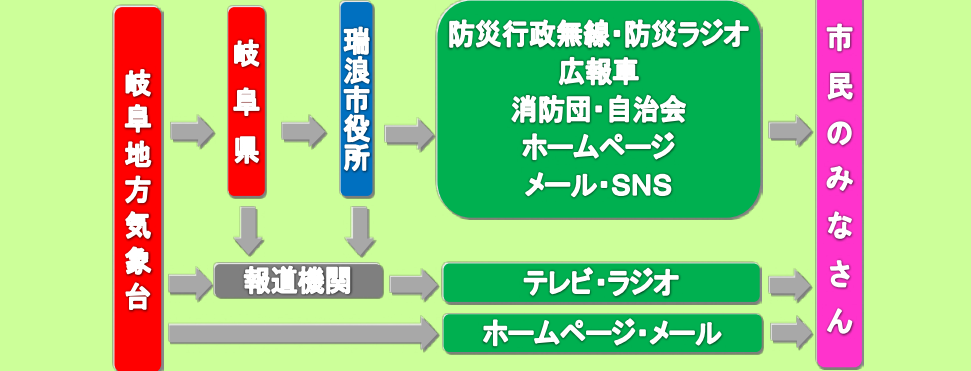 岐阜地方気象台
岐阜県
瑞浪市役所
防災行政無線・防災ラジオ
広報車
消防団・自治会
ホームページ
メール・SNS
市民のみなさん
報道機関
テレビ・ラジオ
ホームページ・メール